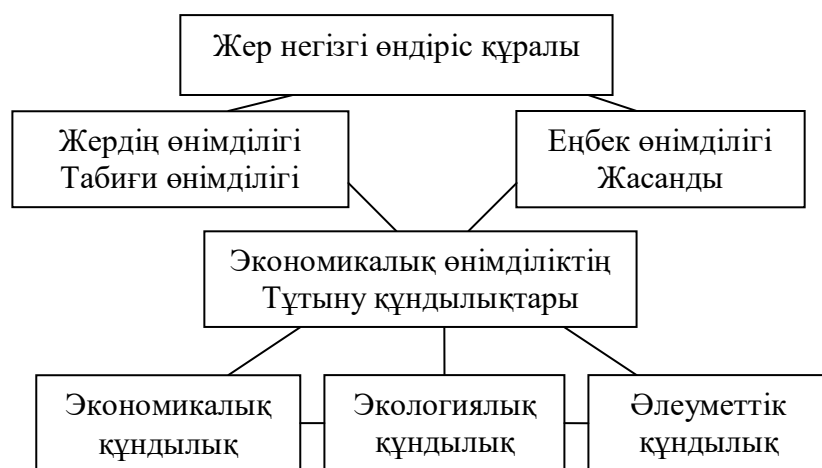 Жер негізгі өндіріс құралы
Жердің өнімділігі
Табиғи өнімділігі
Еңбек өнімділігі
Жасанды
Экономикалық өнімділіктің
Тұтыну құндылықтары
Экономикалық
құндылық
Экологиялық
құндылық
Әлеуметтік
құндылық